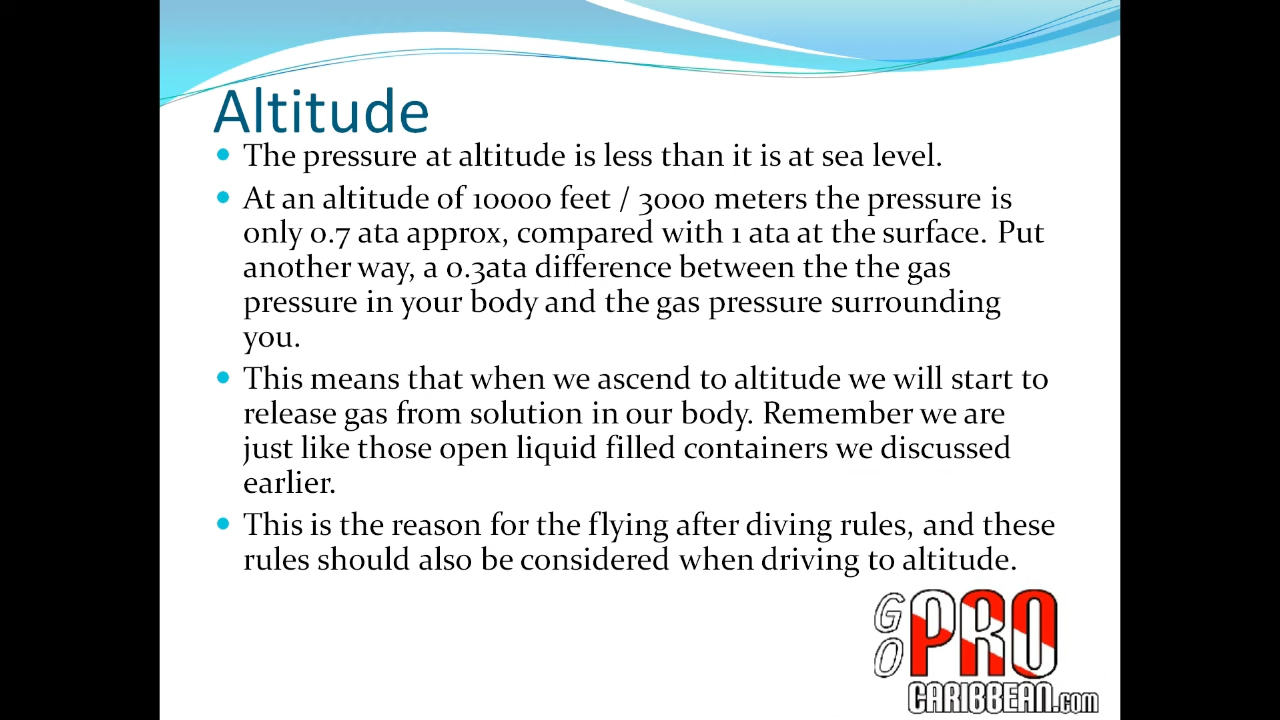 Altitude
The pressure at altitude is less than it is at sea level.
At an altitude of 10000 feet / 3000 meters the pressure is
only 0.7 ata approx, compared with 1 ata at the surface. Put
another way, a 0.3ata difference between the the gas
pressure in your body and the gas pressure surrounding
you.
This means that when we ascend to altitude we will start to
release gas from solution in our body. Remember we are
just like those open liquid filled containers we discussed
earlier.
This is the reason for the flying after diving rules, and these
rules should also be considered when driving to altitude.
GO PRO
CARIBBEAN.com